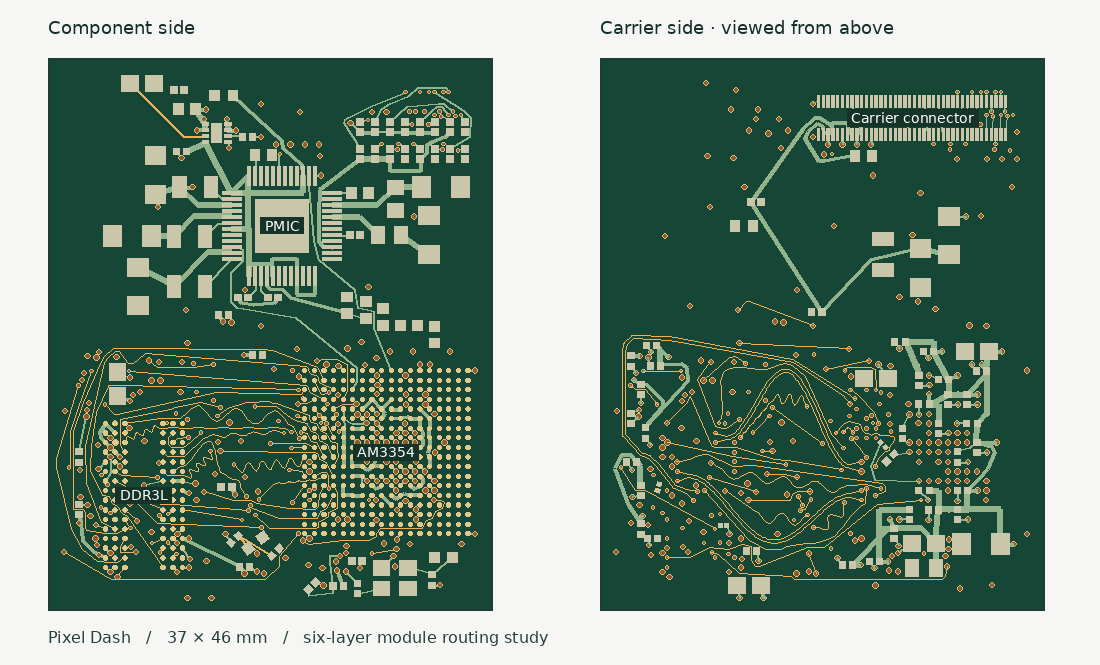 Component side
Carrier side · viewed from above
Carrier connector
PMIC
AM3354
DDR3L
Pixel Dash / 37 × 46 mm / six-layer module routing study